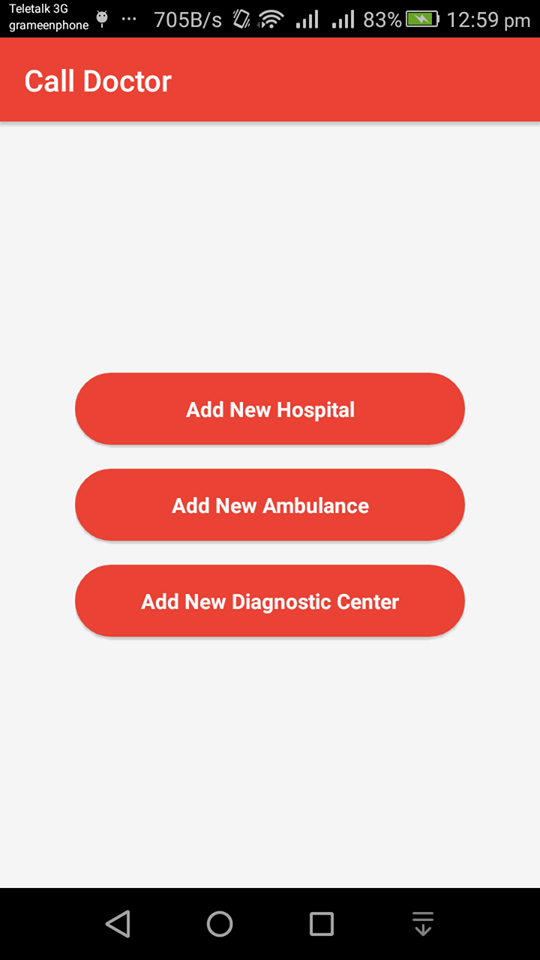 Teletalk 3G
grameenphone ... 705B/s 83% 12:59 pm
Call Doctor
Add New Hospital
Add New Ambulance
Add New Diagnostic Center